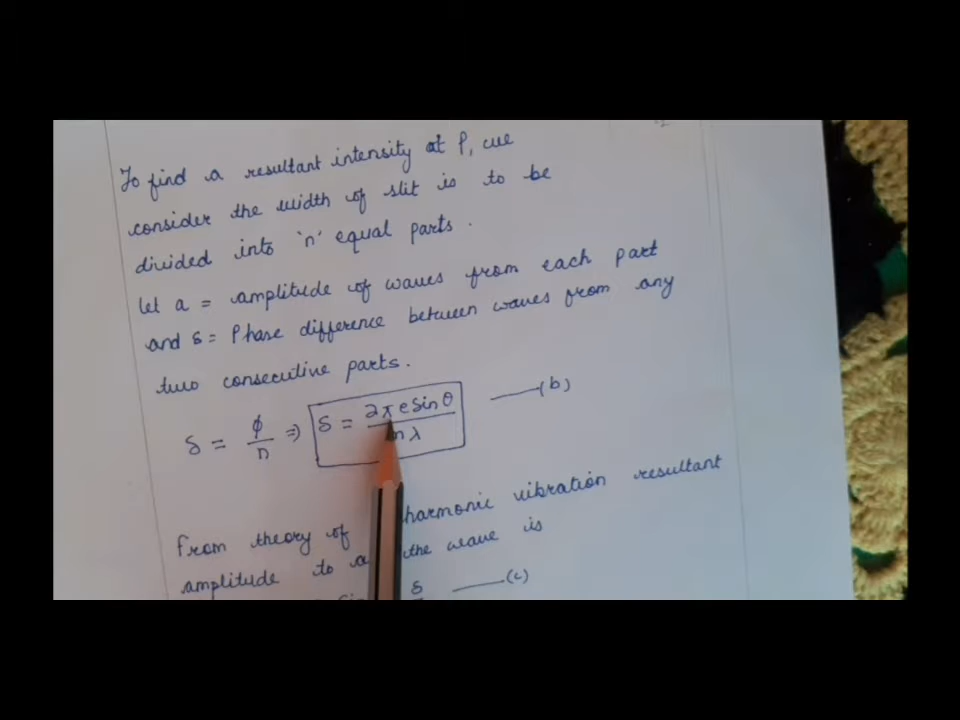 To find a resultant intensity at P, we
consider the width of slit is to be
divided into 'n' equal parts.
let a = amplitude of waves from each part
and δ = Phase difference between waves from any
two consecutive parts.
δ = ϕ/n ⇒ δ = 2π e Sin θ / nλ —— (b)
From theory of harmonic vibration resultant
amplitude to a the wave is
δ —— (c)